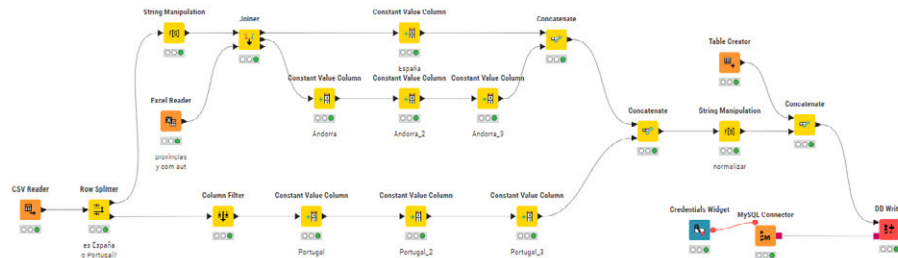 String Manipulation
Joiner
Constant Value Column
España
Concatenate
Table Creator
Excel Reader
provincias
y com aut
Constant Value Column
Andorra
Constant Value Column
Andorra_2
Constant Value Column
Andorra_3
Concatenate
String Manipulation
normalizar
Concatenate
CSV Reader
Row Splitter
es España
o Portugal?
Column Filter
Constant Value Column
Portugal
Constant Value Column
Portugal_2
Constant Value Column
Portugal_3
Credentials Widget
MySQL Connector
DB Writ